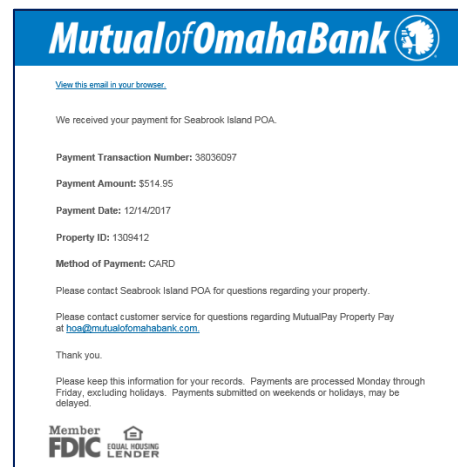 MutualofOmahaBank
View this email in your browser.
We received your payment for Seabrook Island POA.
Payment Transaction Number: 38036097
Payment Amount: $514.95
Payment Date: 12/14/2017
Property ID: 1309412
Method of Payment: CARD
Please contact Seabrook Island POA for questions regarding your property.
Please contact customer service for questions regarding MutualPay Property Pay
at hoa@mutualofomahabank.com.
Thank you.
Please keep this information for your records.  Payments are processed Monday through
Friday, excluding holidays.  Payments submitted on weekends or holidays, may be
delayed.
Member
FDIC
EQUAL HOUSING
LENDER